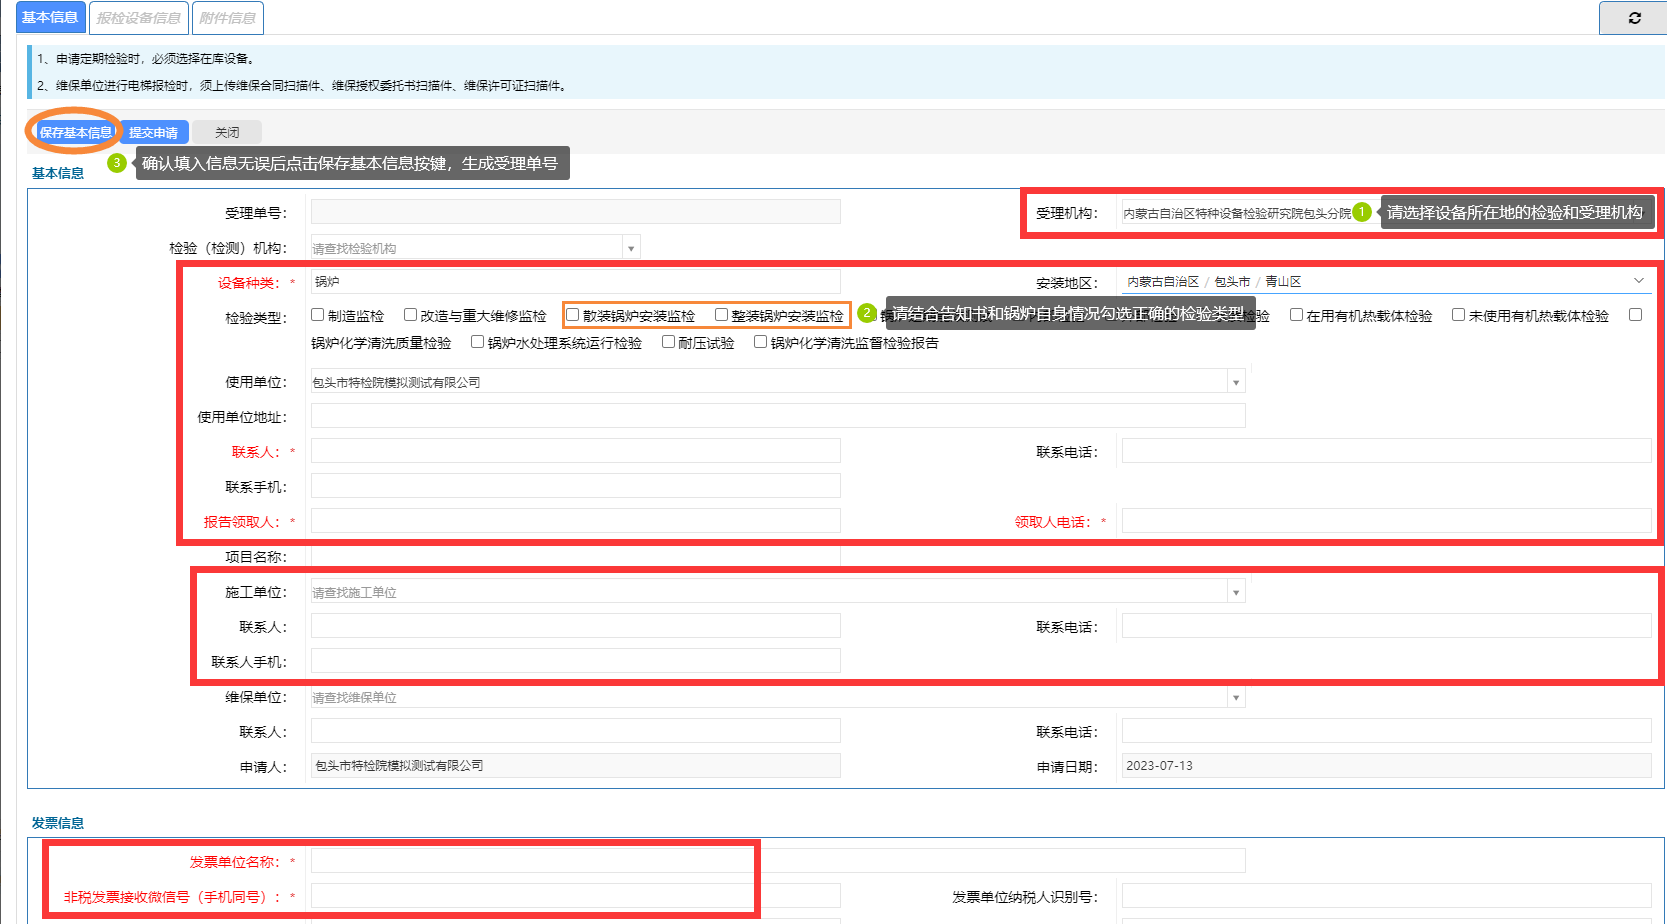 基本信息 报检设备信息 附件信息
1、申请定期检验时，必须选择在库设备。
2、维保单位进行电梯报检时，须上传维保合同扫描件、维保授权委托书扫描件、维保许可证扫描件。
保存基本信息 提交申请 关闭
3 确认填入信息无误后点击保存基本信息按键，生成受理单号
基本信息
受理单号： 受理机构： 内蒙古自治区特种设备检验研究院包头分院 1 请选择设备所在地的检验和受理机构
检验（检测）机构： 请查找检验机构
设备种类： * 锅炉 安装地区： 内蒙古自治区 / 包头市 / 青山区
检验类型： 制造监检 改造与重大维修监检 散装锅炉安装监检 整装锅炉安装监检 2 请结合告知书和锅炉自身情况勾选正确的检验类型 检验 在用有机热载体检验 未使用有机热载体检验
锅炉化学清洗质量检验 锅炉水处理系统运行检验 耐压试验 锅炉化学清洗监督检验报告
使用单位： 包头市特检院模拟测试有限公司
使用单位地址：
联系人： * 联系电话：
联系手机：
报告领取人： * 领取人电话： *
项目名称：
施工单位： 请查找施工单位
联系人： 联系电话：
联系人手机：
维保单位： 请查找维保单位
联系人： 联系电话：
申请人： 包头市特检院模拟测试有限公司 申请日期： 2023-07-13
发票信息
发票单位名称： *
非税发票接收微信号（手机同号）： * 发票单位纳税人识别号：